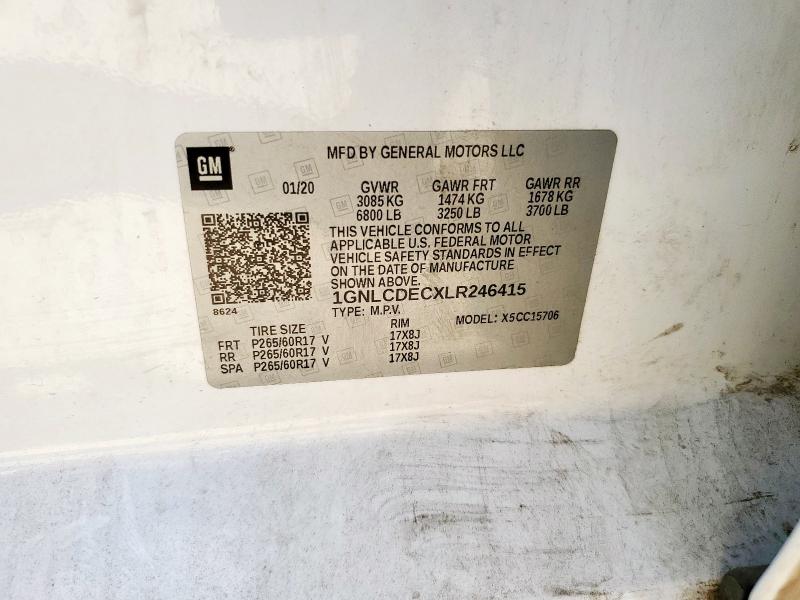 GM
MFD BY GENERAL MOTORS LLC
01/20 GVWR GAWR FRT GAWR RR
3085 KG 1474 KG 1678 KG
6800 LB 3250 LB 3700 LB
THIS VEHICLE CONFORMS TO ALL
APPLICABLE U.S. FEDERAL MOTOR
VEHICLE SAFETY STANDARDS IN EFFECT
ON THE DATE OF MANUFACTURE
SHOWN ABOVE.
1GNLCDECXLR246415
8624
TYPE: M.P.V. MODEL: X5CC15706
TIRE SIZE RIM
FRT P265/60R17 V 17X8J
RR P265/60R17 V 17X8J
SPA P265/60R17 V 17X8J